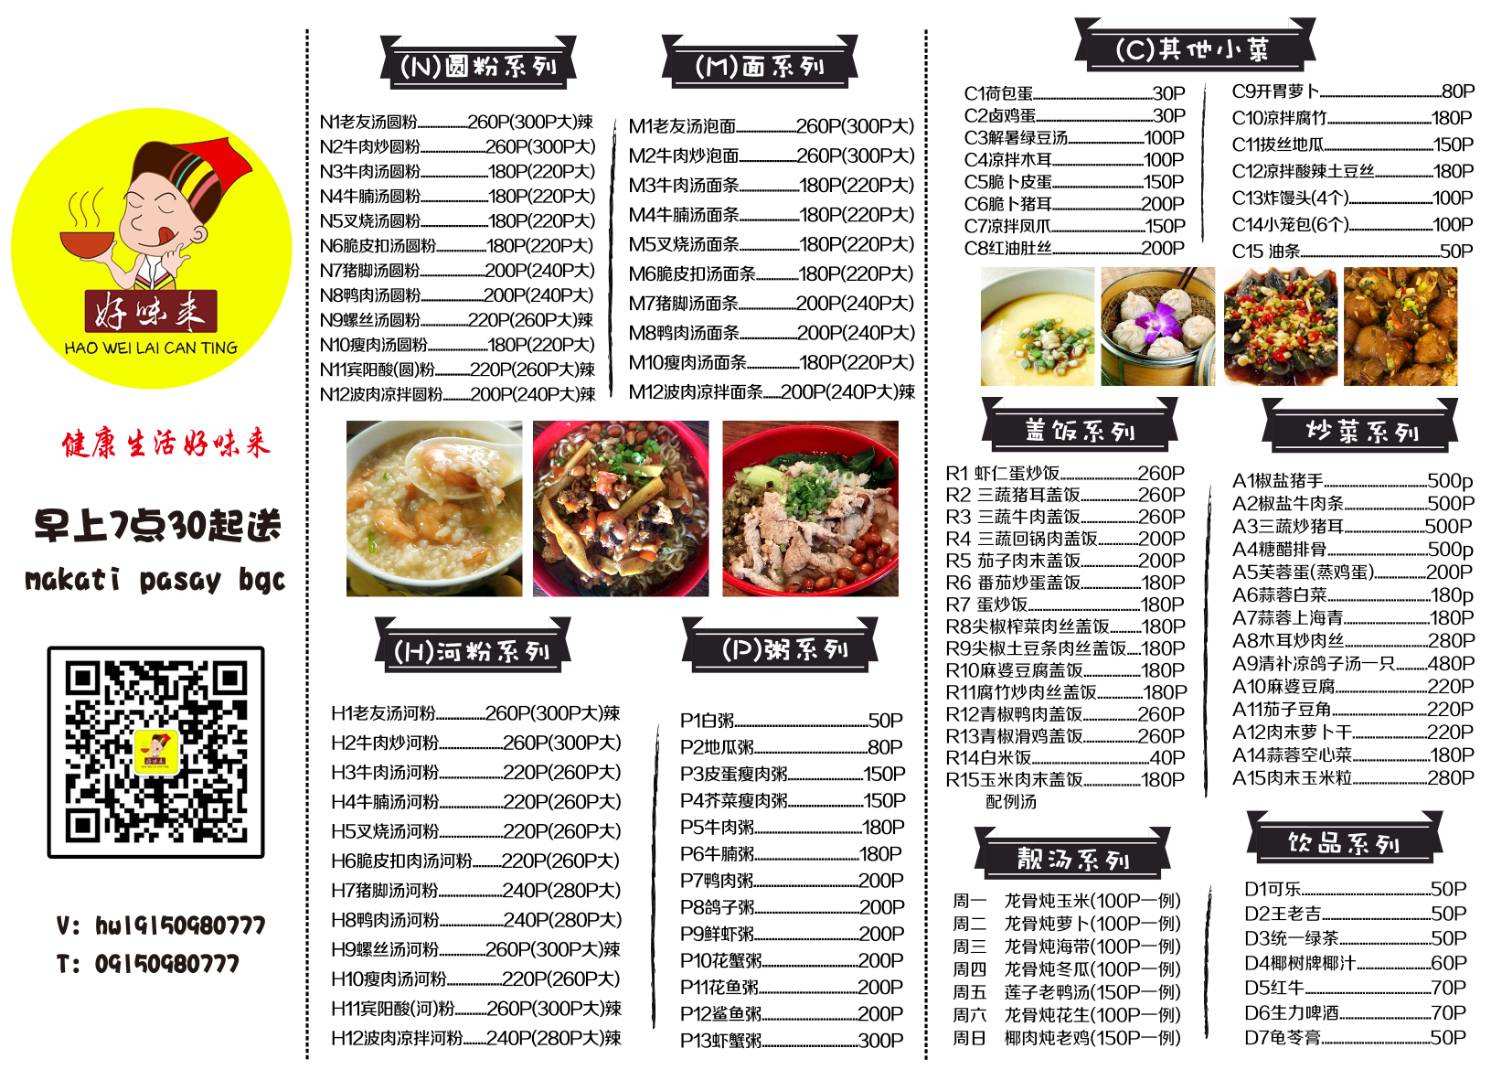 好味来
HAO WEI LAI CAN TING
健康生活好味来
早上7点30起送
makati pasay bgc
V: hw19150980777
T: 09150980777
(N)圆粉系列
N1老友汤圆粉............260P(300P大)辣
N2牛肉炒圆粉............260P(300P大)
N3牛肉汤圆粉............180P(220P大)
N4牛腩汤圆粉............180P(220P大)
N5叉烧汤圆粉............180P(220P大)
N6脆皮扣汤圆粉............180P(220P大)
N7猪脚汤圆粉............200P(240P大)
N8鸭肉汤圆粉............200P(240P大)
N9螺丝汤圆粉............220P(260P大)辣
N10瘦肉汤圆粉............180P(220P大)
N11宾阳酸(圆)粉............220P(260P大)辣
N12波肉凉拌圆粉............200P(240P大)辣
(M)面系列
M1老友汤泡面............260P(300P大)
M2牛肉炒泡面............260P(300P大)
M3牛肉汤面条............180P(220P大)
M4牛腩汤面条............180P(220P大)
M5叉烧汤面条............180P(220P大)
M6脆皮扣汤面条............180P(220P大)
M7猪脚汤面条............200P(240P大)
M8鸭肉汤面条............200P(240P大)
M10瘦肉汤面条............180P(220P大)
M12波肉凉拌面条......200P(240P大)辣
(H)河粉系列
H1老友汤河粉............260P(300P大)辣
H2牛肉炒河粉............260P(300P大)
H3牛肉汤河粉............220P(260P大)
H4牛腩汤河粉............220P(260P大)
H5叉烧汤河粉............220P(260P大)
H6脆皮扣肉汤河粉.........220P(260P大)
H7猪脚汤河粉............240P(280P大)
H8鸭肉汤河粉............240P(280P大)
H9螺丝汤河粉............260P(300P大)辣
H10瘦肉汤河粉............220P(260P大)
H11宾阳酸(河)粉............260P(300P大)辣
H12波肉凉拌河粉.........240P(280P大)辣
(P)粥系列
P1白粥............50P
P2地瓜粥............80P
P3皮蛋瘦肉粥............150P
P4芥菜瘦肉粥............150P
P5牛肉粥............180P
P6牛腩粥............180P
P7鸭肉粥............200P
P8鸽子粥............200P
P9鲜虾粥............200P
P10花蟹粥............200P
P11花鱼粥............200P
P12鲨鱼粥............200P
P13虾蟹粥............300P
(C)其他小菜
C1荷包蛋............30P
C2卤鸡蛋............30P
C3解暑绿豆汤............100P
C4凉拌木耳............100P
C5脆卜皮蛋............150P
C6脆卜猪耳............200P
C7凉拌凤爪............150P
C8红油肚丝............200P
C9开胃萝卜............80P
C10凉拌腐竹............180P
C11拔丝地瓜............150P
C12凉拌酸辣土豆丝............180P
C13炸馒头(4个)............100P
C14小笼包(6个)............100P
C15 油条............50P
盖饭系列
R1 虾仁蛋炒饭............260P
R2 三蔬猪耳盖饭............260P
R3 三蔬牛肉盖饭............260P
R4 三蔬回锅肉盖饭............200P
R5 茄子肉末盖饭............200P
R6 番茄炒蛋盖饭............180P
R7 蛋炒饭............180P
R8尖椒榨菜肉丝盖饭.........180P
R9尖椒土豆条肉丝盖饭....180P
R10麻婆豆腐盖饭............180P
R11腐竹炒肉丝盖饭............180P
R12青椒鸭肉盖饭............260P
R13青椒滑鸡盖饭............260P
R14白米饭............40P
R15玉米肉末盖饭............180P
配例汤
炒菜系列
A1椒盐猪手............500p
A2椒盐牛肉条............500P
A3三蔬炒猪耳............500P
A4糖醋排骨............500p
A5芙蓉蛋(蒸鸡蛋)............200P
A6蒜蓉白菜............180p
A7蒜蓉上海青............180P
A8木耳炒肉丝............280P
A9清补凉鸽子汤一只.........480P
A10麻婆豆腐............220P
A11茄子豆角............220P
A12肉末萝卜干............220P
A14蒜蓉空心菜............180P
A15肉末玉米粒............280P
靓汤系列
周一 龙骨炖玉米(100P一例)
周二 龙骨炖萝卜(100P一例)
周三 龙骨炖海带(100P一例)
周四 龙骨炖冬瓜(100P一例)
周五 莲子老鸭汤(150P一例)
周六 龙骨炖花生(100P一例)
周日 椰肉炖老鸡(150P一例)
饮品系列
D1可乐............50P
D2王老吉............50P
D3统一绿茶............50P
D4椰树牌椰汁............60P
D5红牛............70P
D6生力啤酒............70P
D7龟苓膏............50P